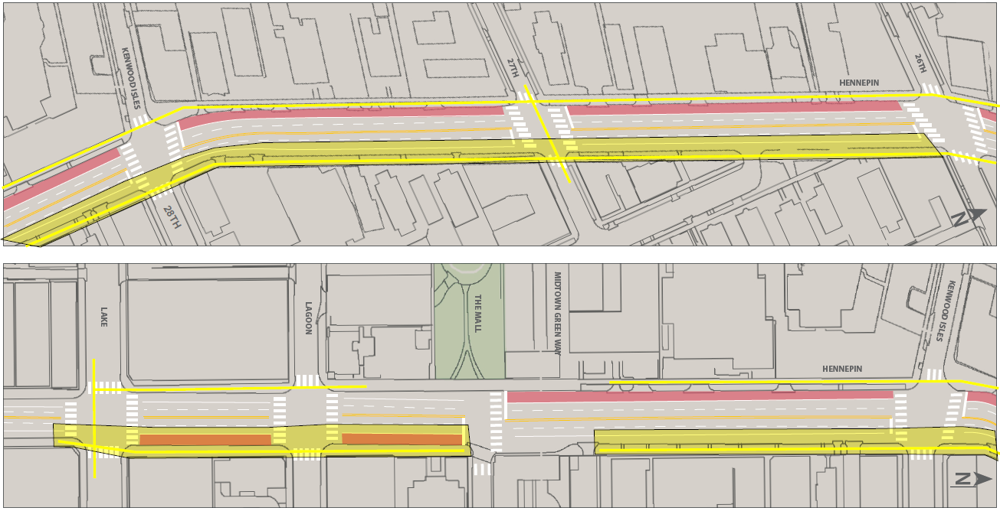 KENWOOD ISLES
27TH
26TH
HENNEPIN
28TH
N
LAKE
LAGOON
THE MALL
MIDTOWN GREEN WAY
KENWOOD ISLES
HENNEPIN
N